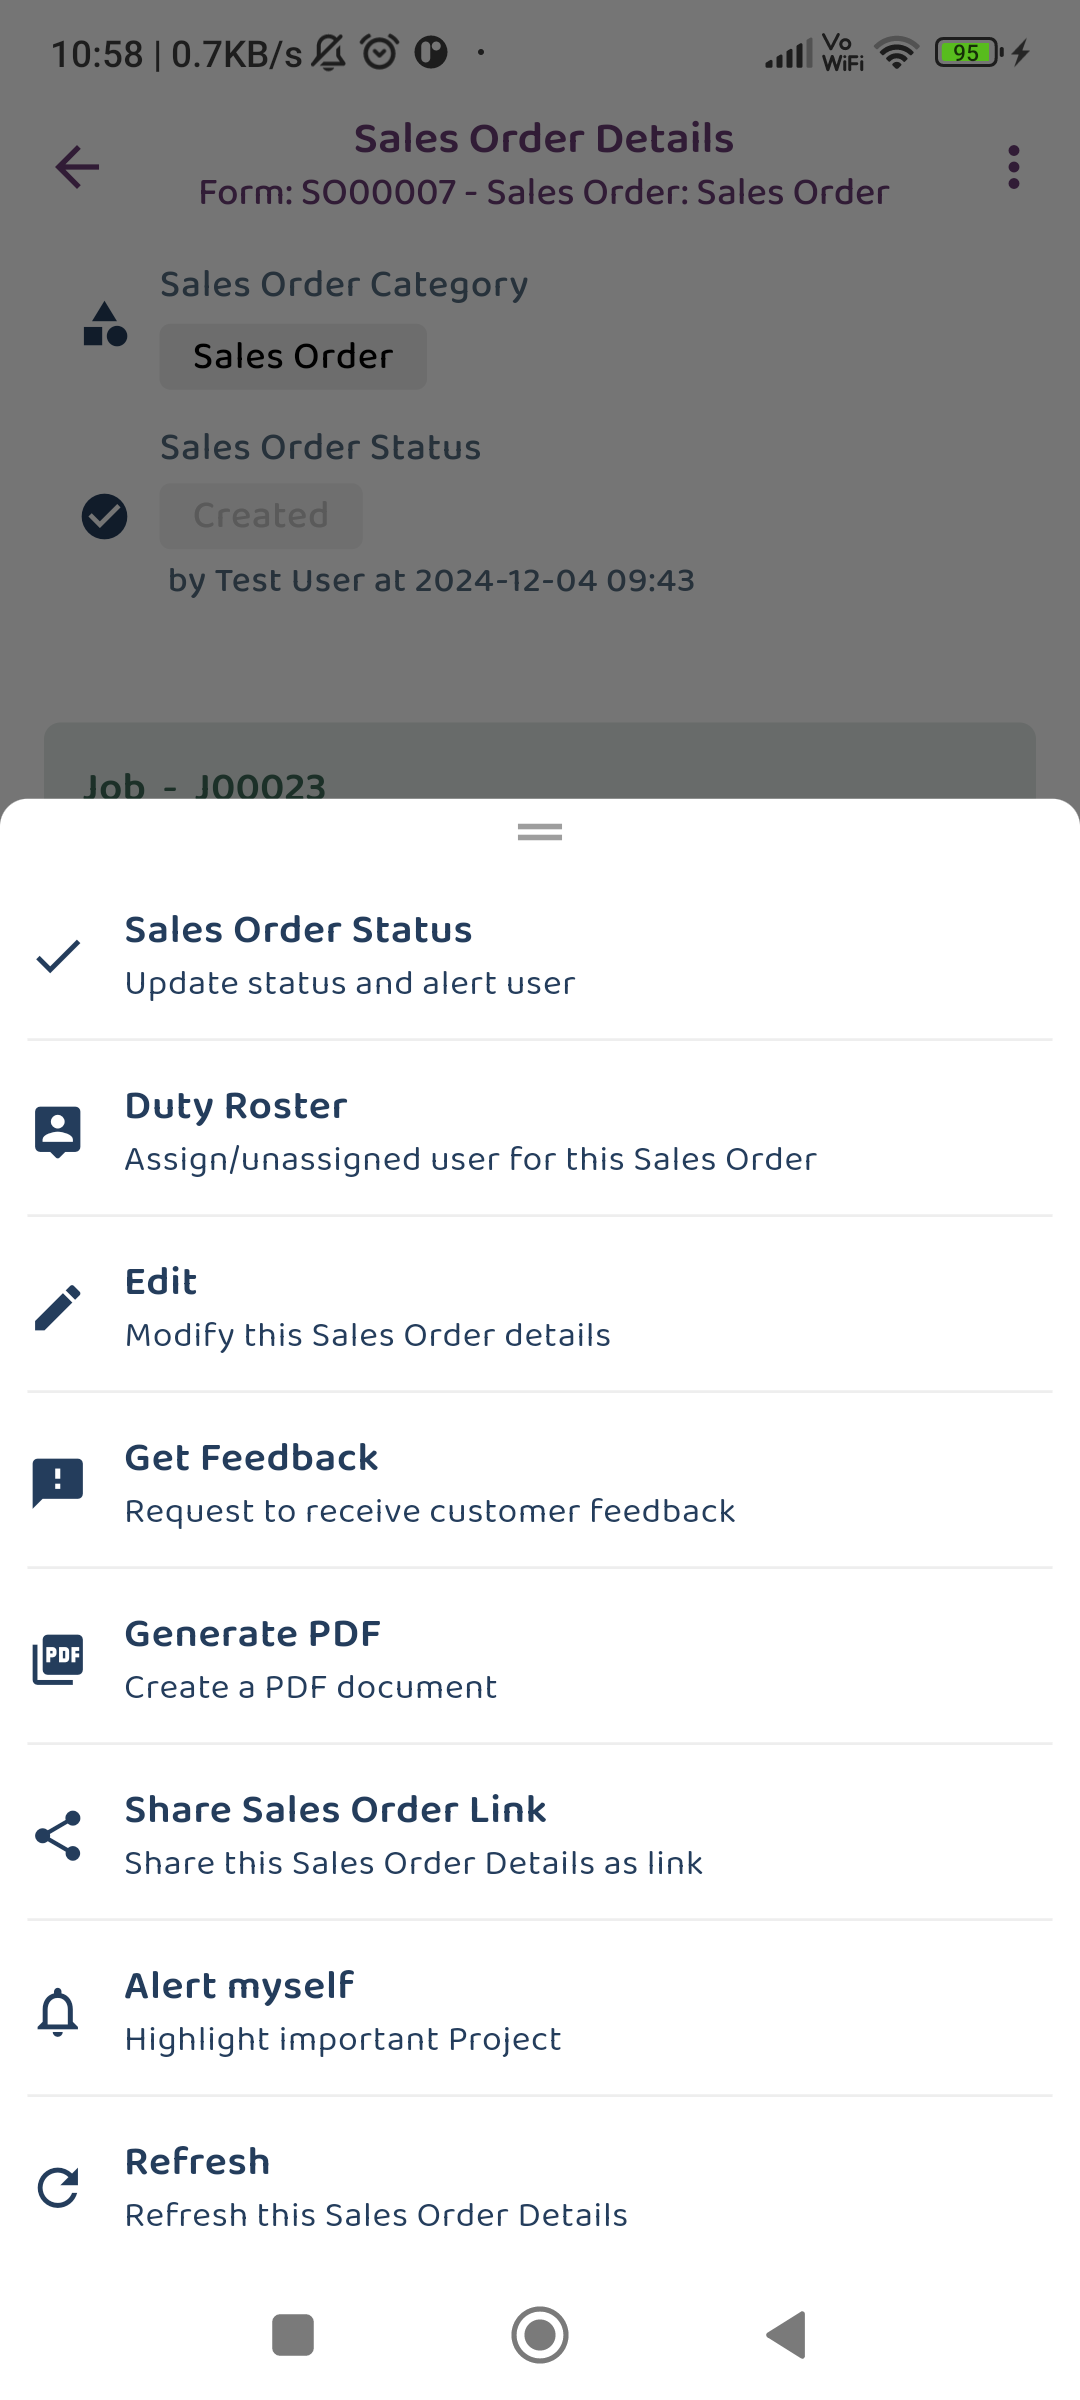 10:58 | 0.7KB/s
Vo
WiFi
95
Sales Order Details
Form: SO00007 - Sales Order: Sales Order
Sales Order Category
Sales Order
Sales Order Status
Created
by Test User at 2024-12-04 09:43
Job - J00023
Sales Order Status
Update status and alert user
Duty Roster
Assign/unassigned user for this Sales Order
Edit
Modify this Sales Order details
Get Feedback
Request to receive customer feedback
PDF
Generate PDF
Create a PDF document
Share Sales Order Link
Share this Sales Order Details as link
Alert myself
Highlight important Project
Refresh
Refresh this Sales Order Details